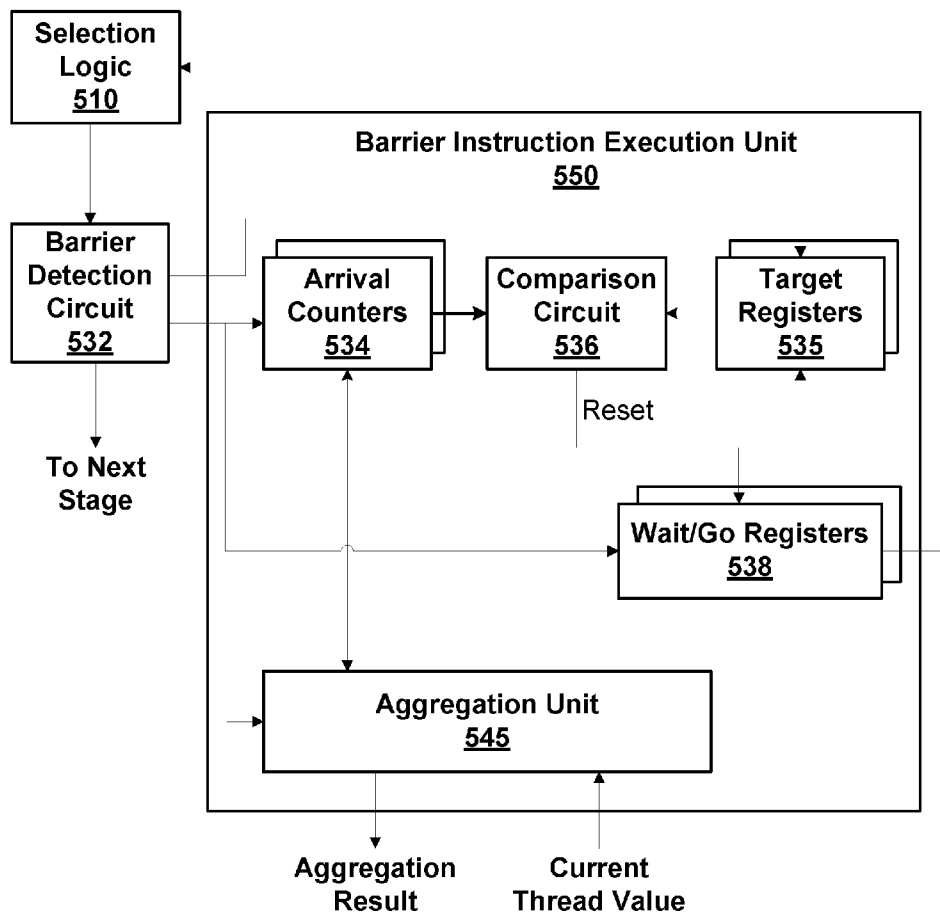 Selection
Logic
510
Barrier Instruction Execution Unit
550
Barrier
Detection
Circuit
532
Arrival
Counters
534
Comparison
Circuit
536
Target
Registers
535
Reset
To Next
Stage
Wait/Go Registers
538
Aggregation Unit
545
Aggregation
Result
Current
Thread Value